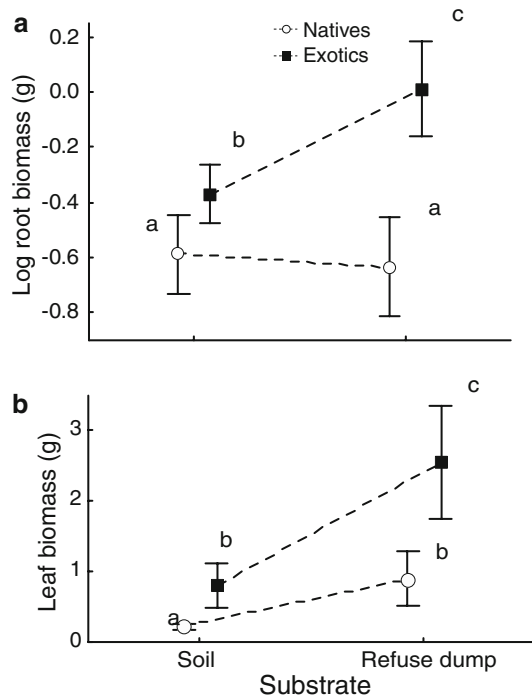 a
Natives
Exotics
c
0.2
0.0
-0.2
-0.4
-0.6
-0.8
Log root biomass (g)
b
a
a
b
c
3
2
1
0
Leaf biomass (g)
b
b
a
Soil
Refuse dump
Substrate